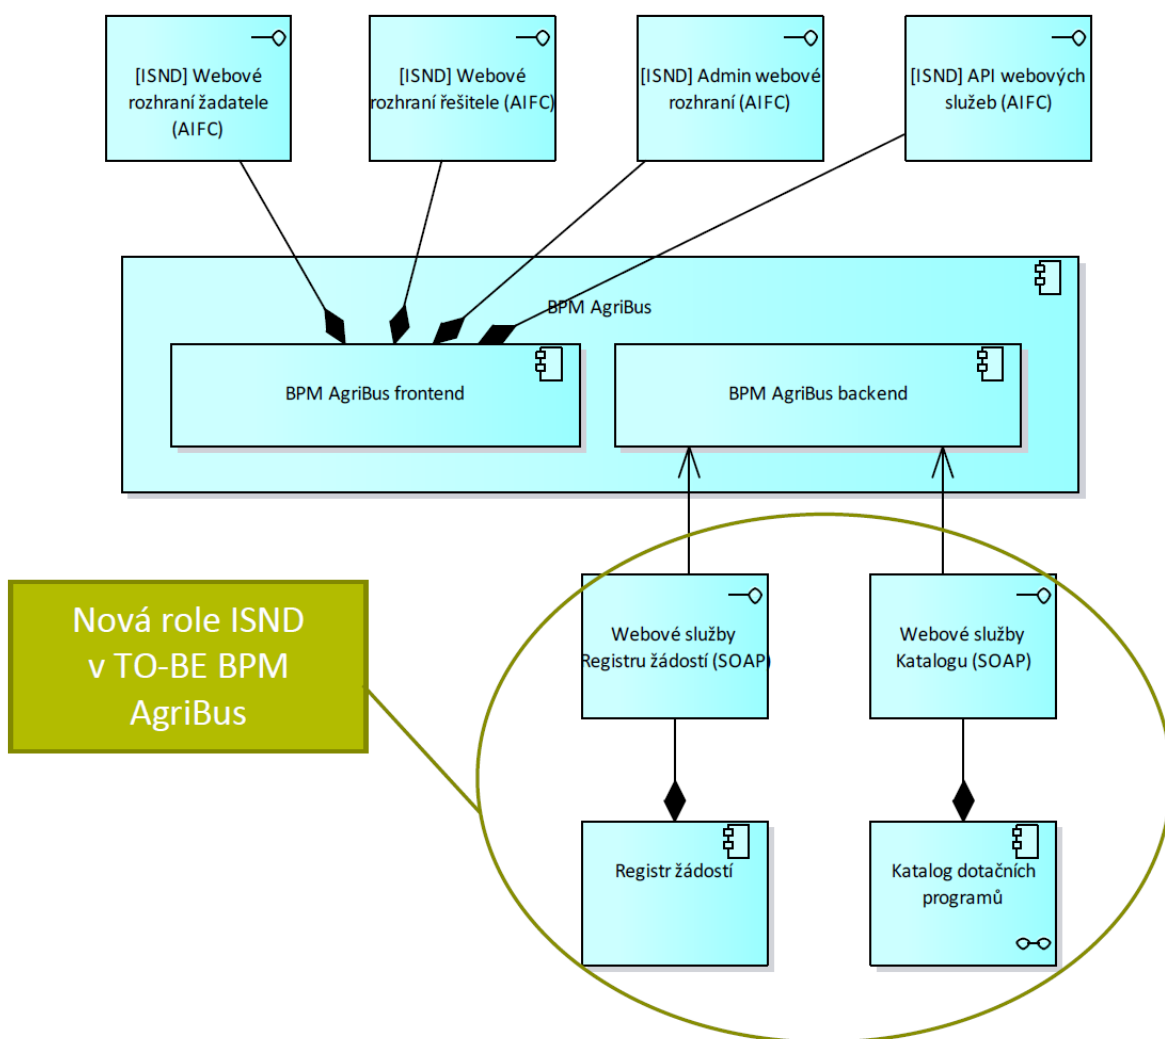 [ISND] Webové
rozhraní žadatele
(AIFC)
[ISND] Webové
rozhraní řešitele (AIFC)
[ISND] Admin webové
rozhraní (AIFC)
[ISND] API webových
služeb (AIFC)
BPM AgriBus
BPM AgriBus frontend
BPM AgriBus backend
Nová role ISND
v TO-BE BPM
AgriBus
Webové služby
Registru žádostí (SOAP)
Webové služby
Katalogu (SOAP)
Registr žádostí
Katalog dotačních
programů